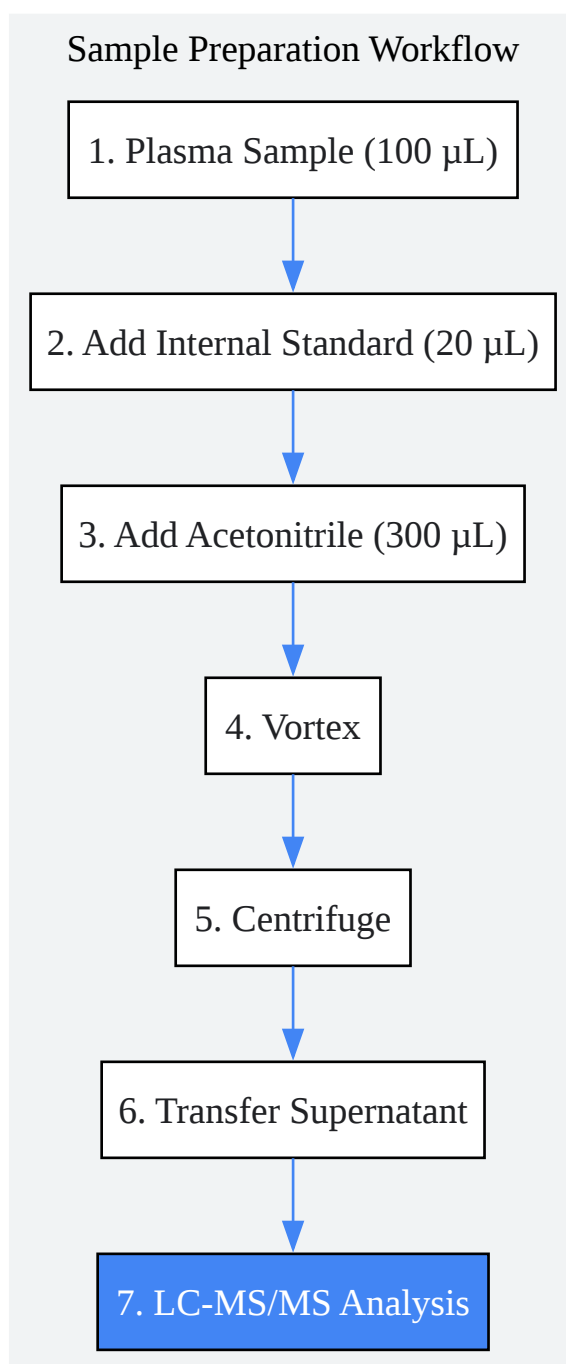 Sample Preparation Workflow
1. Plasma Sample (100 µL)
2. Add Internal Standard (20 µL)
3. Add Acetonitrile (300 µL)
4. Vortex
5. Centrifuge
6. Transfer Supernatant
7. LC-MS/MS Analysis